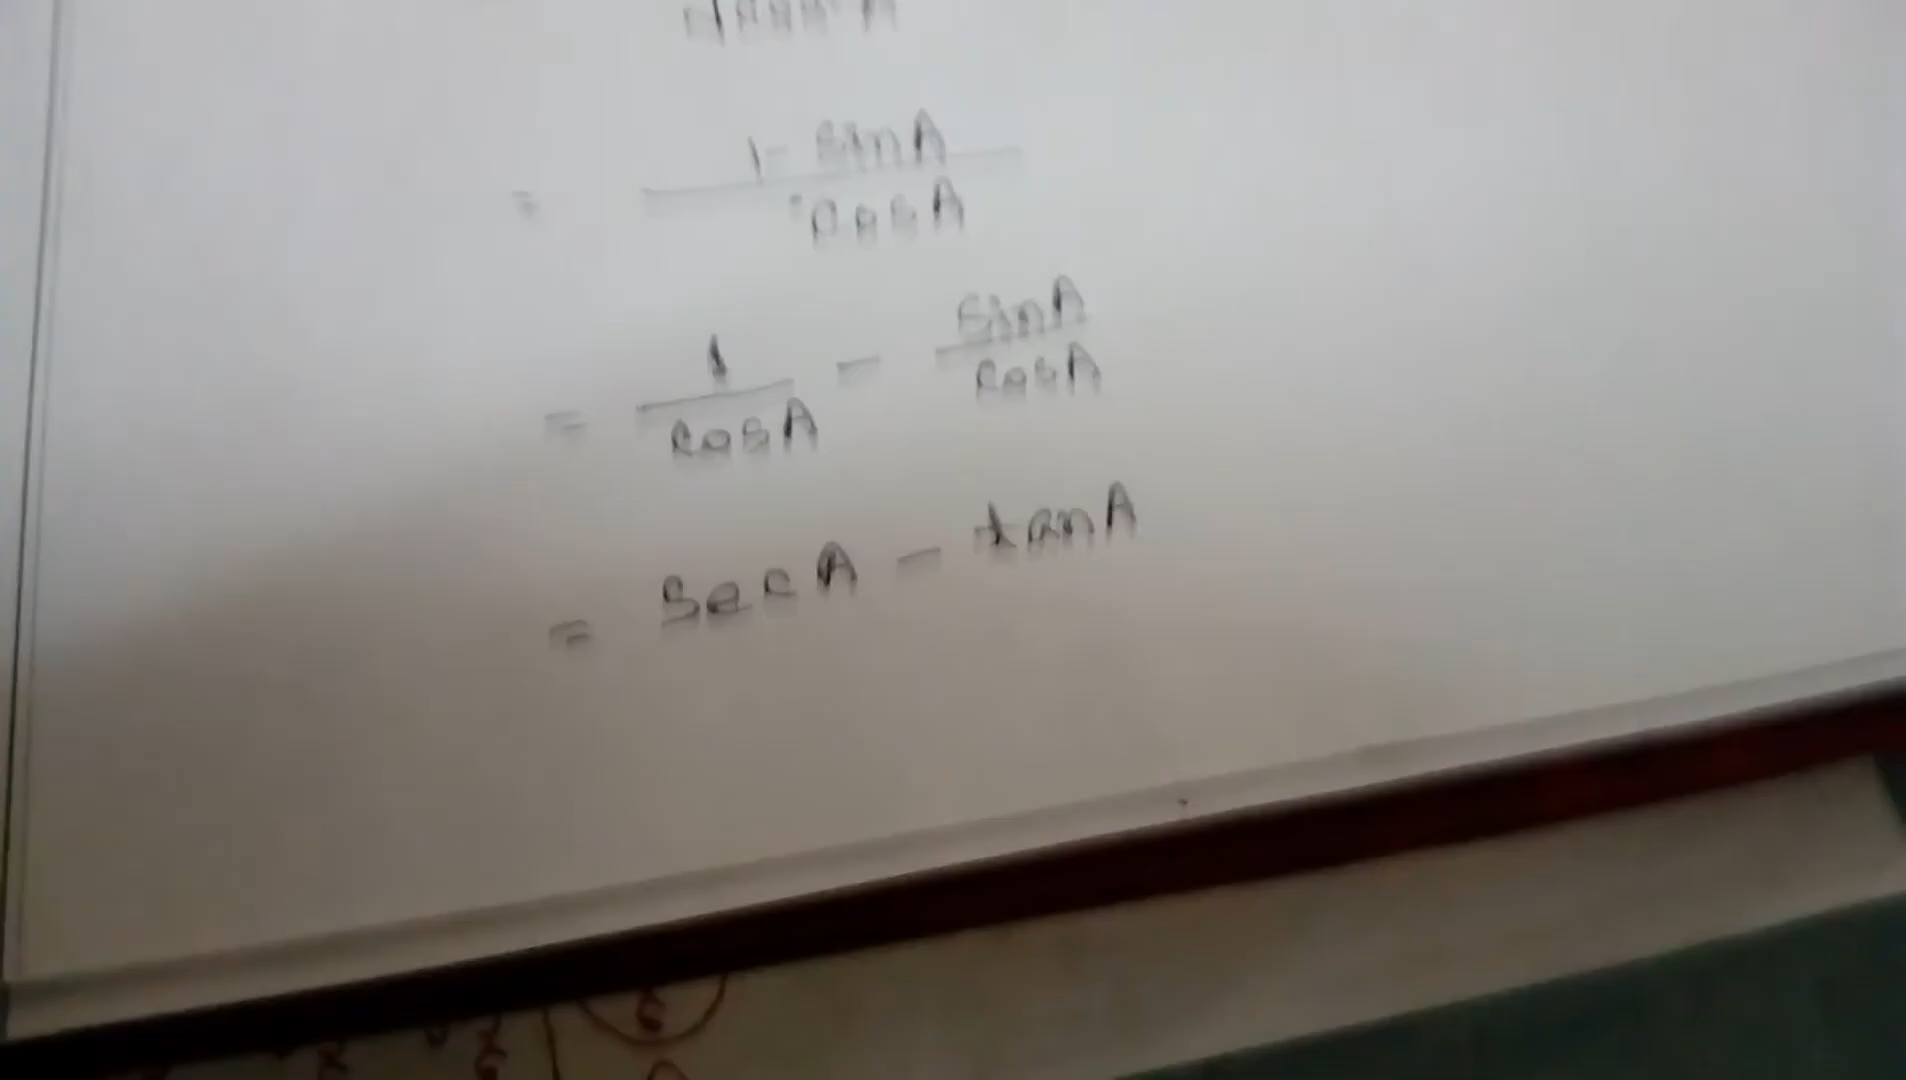 = 1 - sinA / cosA
= 1 / cosA - sinA / cosA
= secA - tanA